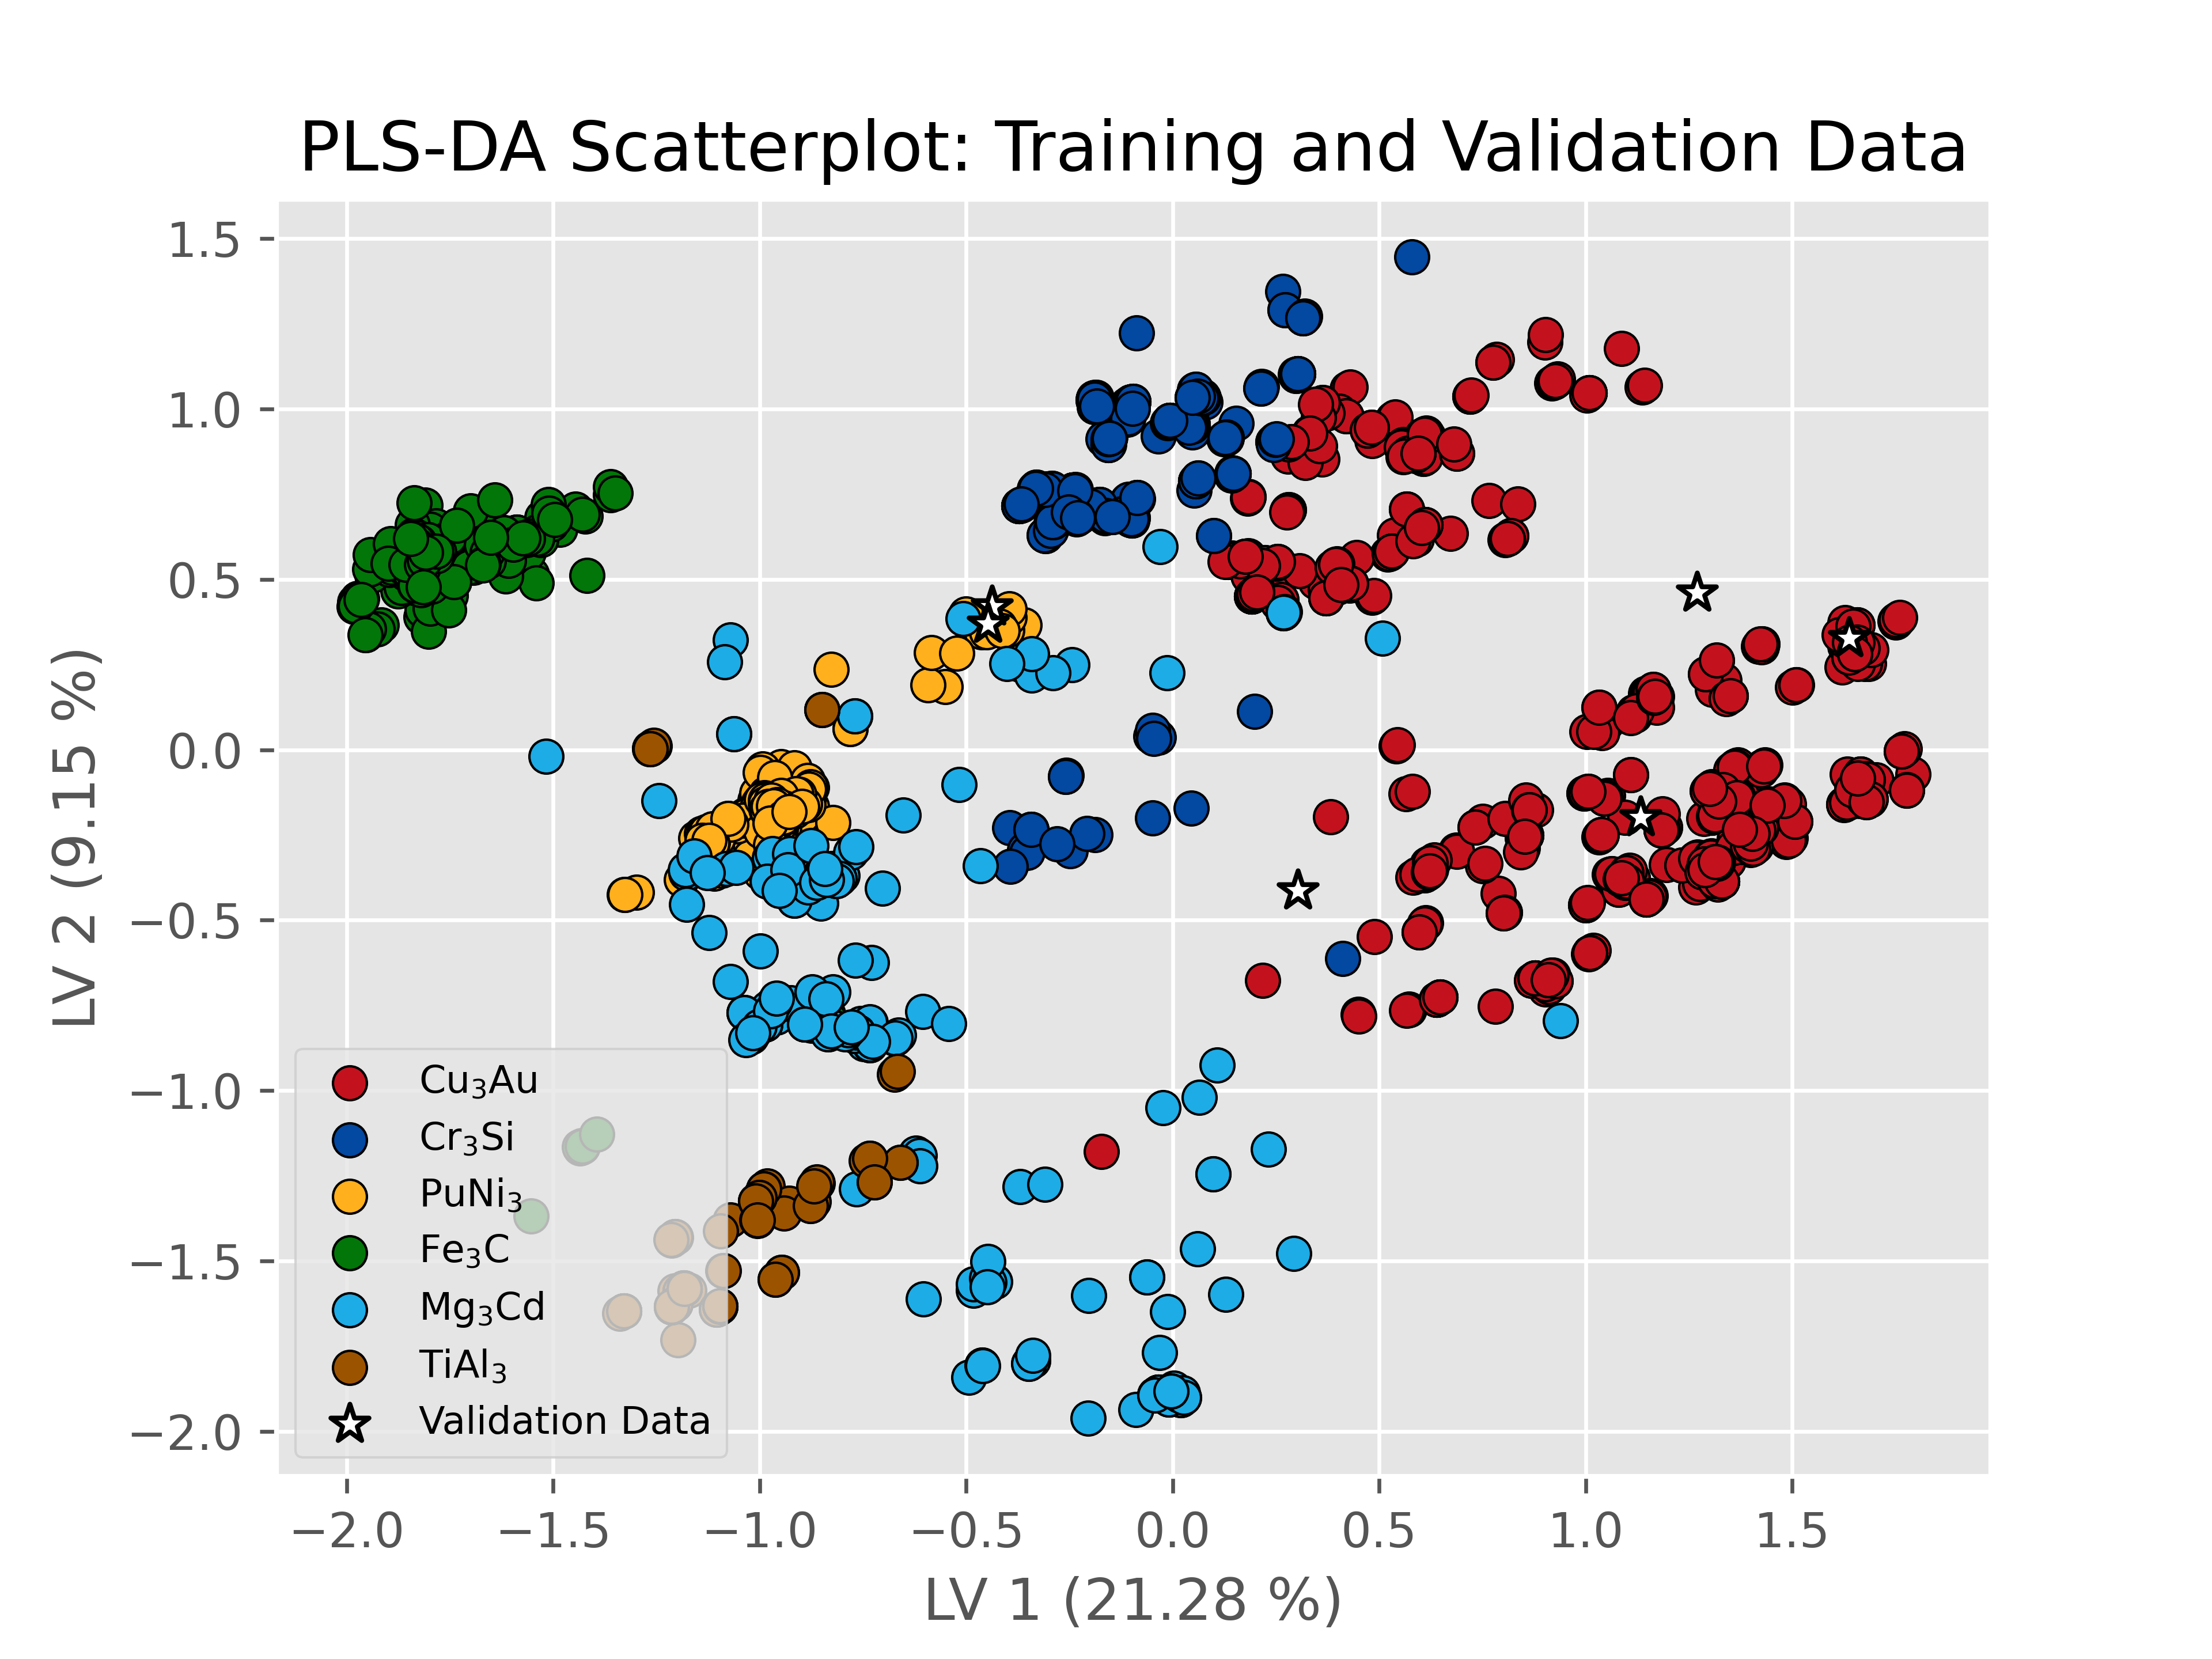 PLS-DA Scatterplot: Training and Validation Data
1.5
1.0
0.5
0.0
−0.5
−1.0
−1.5
−2.0
LV 2 (9.15 %)
Cu₃Au
Cr₃Si
PuNi₃
Fe₃C
Mg₃Cd
TiAl₃
Validation Data
−2.0 −1.5 −1.0 −0.5 0.0 0.5 1.0 1.5
LV 1 (21.28 %)